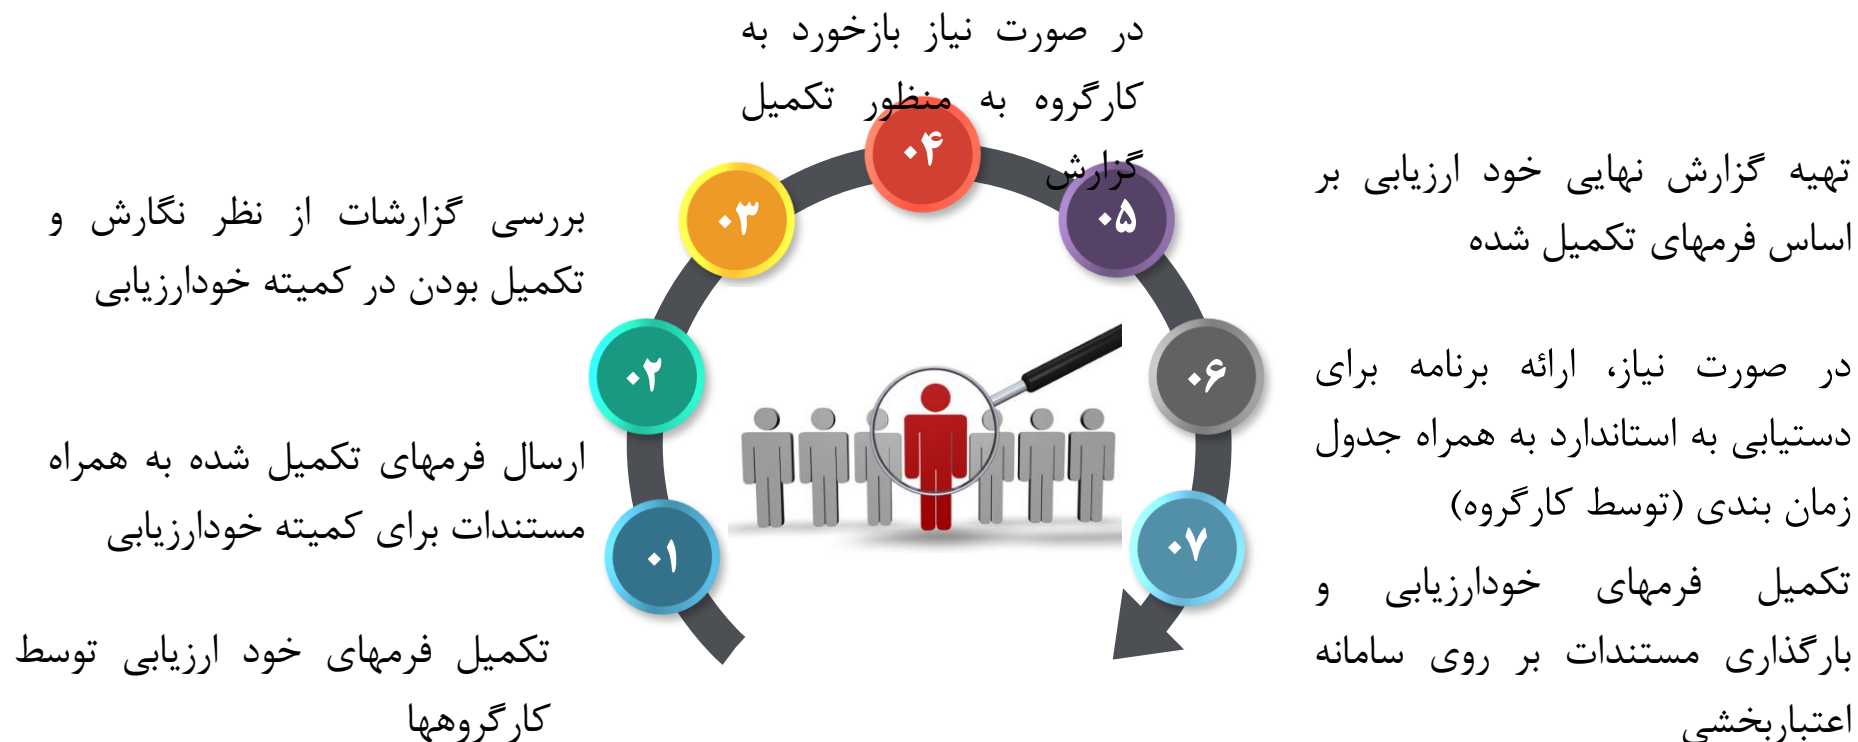 تکمیل فرمهای خود ارزیابی توسط
کارگروهها
۰۱
ارسال فرمهای تکمیل شده به همراه
مستندات برای کمیته خودارزیابی
۰۲
بررسی گزارشات از نظر نگارش و
تکمیل بودن در کمیته خودارزیابی
۰۳
در صورت نیاز بازخورد به
کارگروه به منظور تکمیل
گزارش
۰۴
تهیه گزارش نهایی خود ارزیابی بر
اساس فرمهای تکمیل شده
۰۵
در صورت نیاز، ارائه برنامه برای
دستیابی به استاندارد به همراه جدول
زمان بندی (توسط کارگروه)
۰۶
تکمیل فرمهای خودارزیابی و
بارگذاری مستندات بر روی سامانه
اعتباربخشی
۰۷